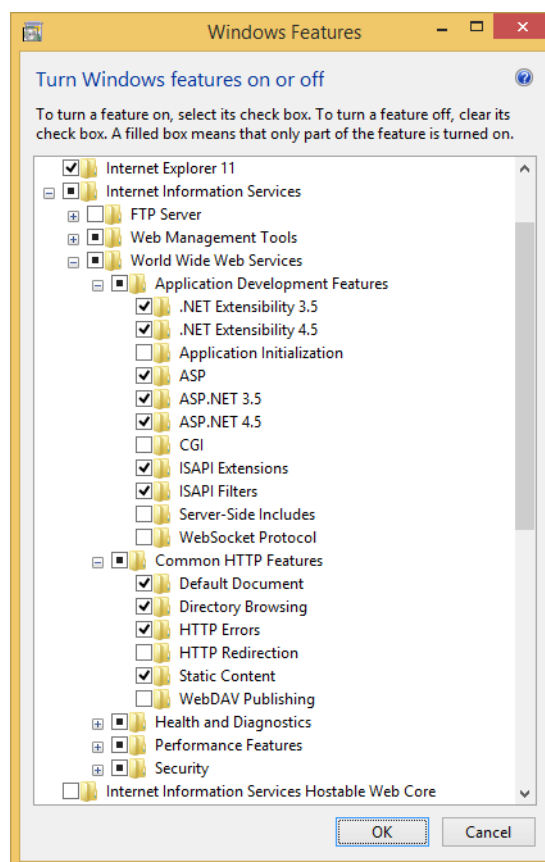 Windows Features
Turn Windows features on or off
To turn a feature on, select its check box. To turn a feature off, clear its
check box. A filled box means that only part of the feature is turned on.
Internet Explorer 11
Internet Information Services
FTP Server
Web Management Tools
World Wide Web Services
Application Development Features
.NET Extensibility 3.5
.NET Extensibility 4.5
Application Initialization
ASP
ASP.NET 3.5
ASP.NET 4.5
CGI
ISAPI Extensions
ISAPI Filters
Server-Side Includes
WebSocket Protocol
Common HTTP Features
Default Document
Directory Browsing
HTTP Errors
HTTP Redirection
Static Content
WebDAV Publishing
Health and Diagnostics
Performance Features
Security
Internet Information Services Hostable Web Core
OK Cancel